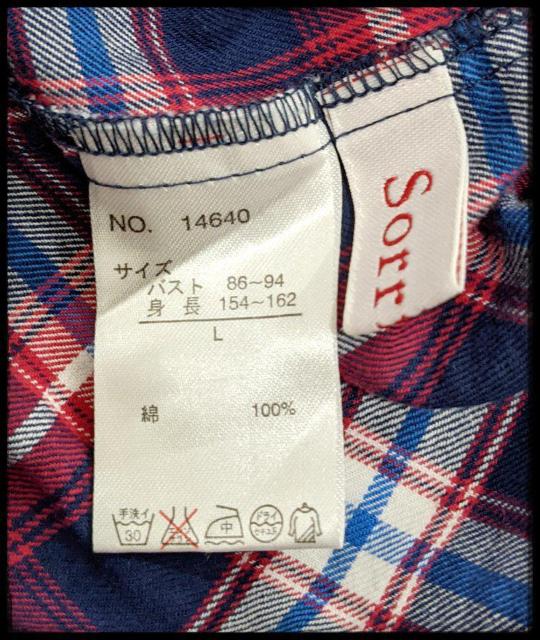 NO. 14640
サイズ
バスト 86~94
身長 154~162
L
綿 100%
手洗イ
30
中
ドライ
Sorr